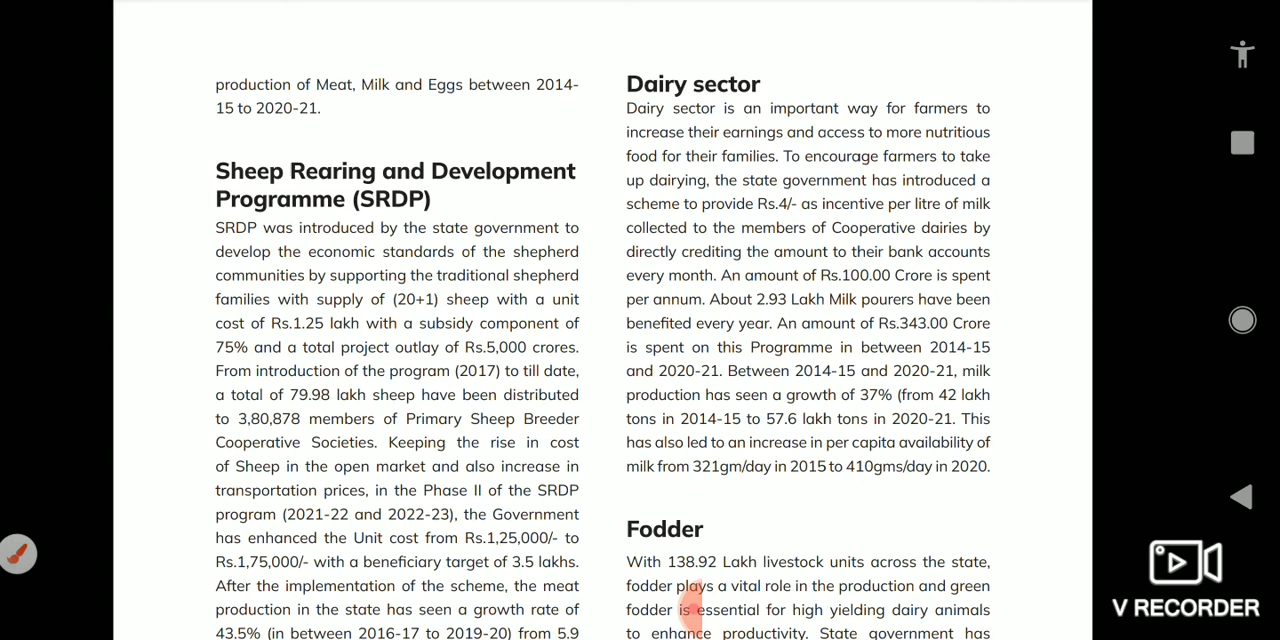 production of Meat, Milk and Eggs between 2014-
15 to 2020-21.
Sheep Rearing and Development
Programme (SRDP)
SRDP was introduced by the state government to
develop the economic standards of the shepherd
communities by supporting the traditional shepherd
families with supply of (20+1) sheep with a unit
cost of Rs.1.25 lakh with a subsidy component of
75% and a total project outlay of Rs.5,000 crores.
From introduction of the program (2017) to till date,
a total of 79.98 lakh sheep have been distributed
to 3,80,878 members of Primary Sheep Breeder
Cooperative Societies. Keeping the rise in cost
of Sheep in the open market and also increase in
transportation prices, in the Phase II of the SRDP
program (2021-22 and 2022-23), the Government
has enhanced the Unit cost from Rs.1,25,000/- to
Rs.1,75,000/- with a beneficiary target of 3.5 lakhs.
After the implementation of the scheme, the meat
production in the state has seen a growth rate of
43.5% (in between 2016-17 to 2019-20) from 5.9
Dairy sector
Dairy sector is an important way for farmers to
increase their earnings and access to more nutritious
food for their families. To encourage farmers to take
up dairying, the state government has introduced a
scheme to provide Rs.4/- as incentive per litre of milk
collected to the members of Cooperative dairies by
directly crediting the amount to their bank accounts
every month. An amount of Rs.100.00 Crore is spent
per annum. About 2.93 Lakh Milk pourers have been
benefited every year. An amount of Rs.343.00 Crore
is spent on this Programme in between 2014-15
and 2020-21. Between 2014-15 and 2020-21, milk
production has seen a growth of 37% (from 42 lakh
tons in 2014-15 to 57.6 lakh tons in 2020-21. This
has also led to an increase in per capita availability of
milk from 321gm/day in 2015 to 410gms/day in 2020.
Fodder
With 138.92 Lakh livestock units across the state,
fodder plays a vital role in the production and green
fodder is essential for high yielding dairy animals
to enhance productivity. State government has
V RECORDER